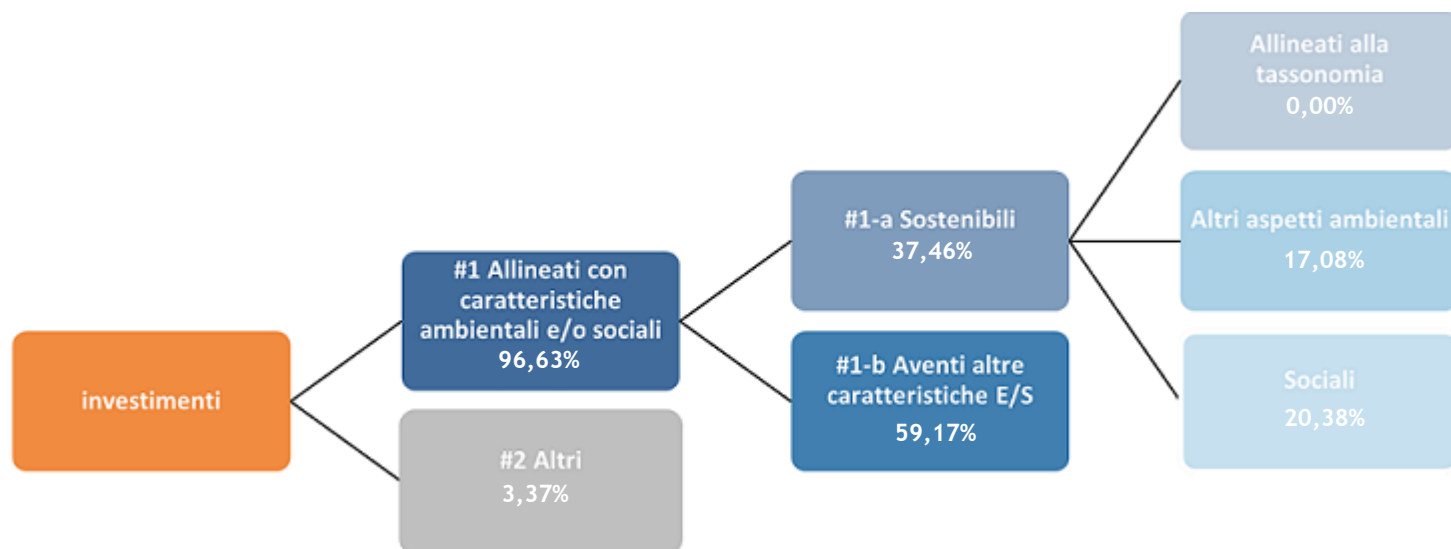 investimenti
#1 Allineati con
caratteristiche
ambientali e/o sociali
96,63%
#2 Altri
3,37%
#1-a Sostenibili
37,46%
#1-b Aventi altre
caratteristiche E/S
59,17%
Allineati alla
tassonomia
0,00%
Altri aspetti ambientali
17,08%
Sociali
20,38%